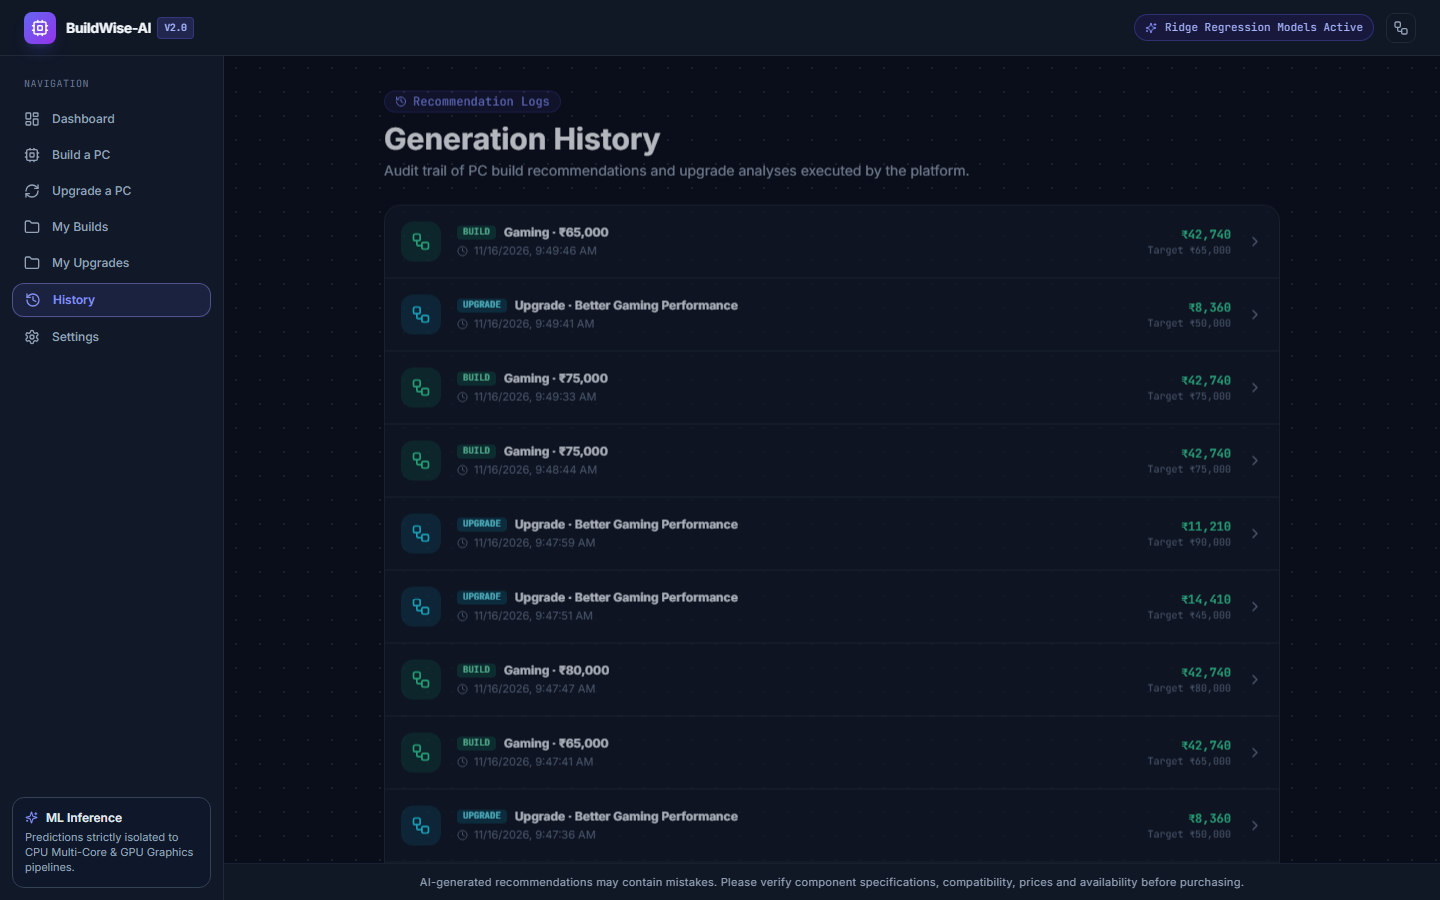 BuildWise-AI V2.0
Ridge Regression Models Active
NAVIGATION
Dashboard
Build a PC
Upgrade a PC
My Builds
My Upgrades
History
Settings
ML Inference
Predictions strictly isolated to
CPU Multi-Core & GPU Graphics
pipelines.
Recommendation Logs
Generation History
Audit trail of PC build recommendations and upgrade analyses executed by the platform.
BUILD Gaming · ₹65,000
11/16/2026, 9:49:46 AM
₹42,740
Target ₹65,000
UPGRADE Upgrade · Better Gaming Performance
11/16/2026, 9:49:41 AM
₹8,360
Target ₹50,000
BUILD Gaming · ₹75,000
11/16/2026, 9:49:33 AM
₹42,740
Target ₹75,000
BUILD Gaming · ₹75,000
11/16/2026, 9:48:44 AM
₹42,740
Target ₹75,000
UPGRADE Upgrade · Better Gaming Performance
11/16/2026, 9:47:59 AM
₹11,210
Target ₹90,000
UPGRADE Upgrade · Better Gaming Performance
11/16/2026, 9:47:51 AM
₹14,410
Target ₹45,000
BUILD Gaming · ₹80,000
11/16/2026, 9:47:47 AM
₹42,740
Target ₹80,000
BUILD Gaming · ₹65,000
11/16/2026, 9:47:41 AM
₹42,740
Target ₹65,000
UPGRADE Upgrade · Better Gaming Performance
11/16/2026, 9:47:36 AM
₹8,360
Target ₹50,000
AI-generated recommendations may contain mistakes. Please verify component specifications, compatibility, prices and availability before purchasing.